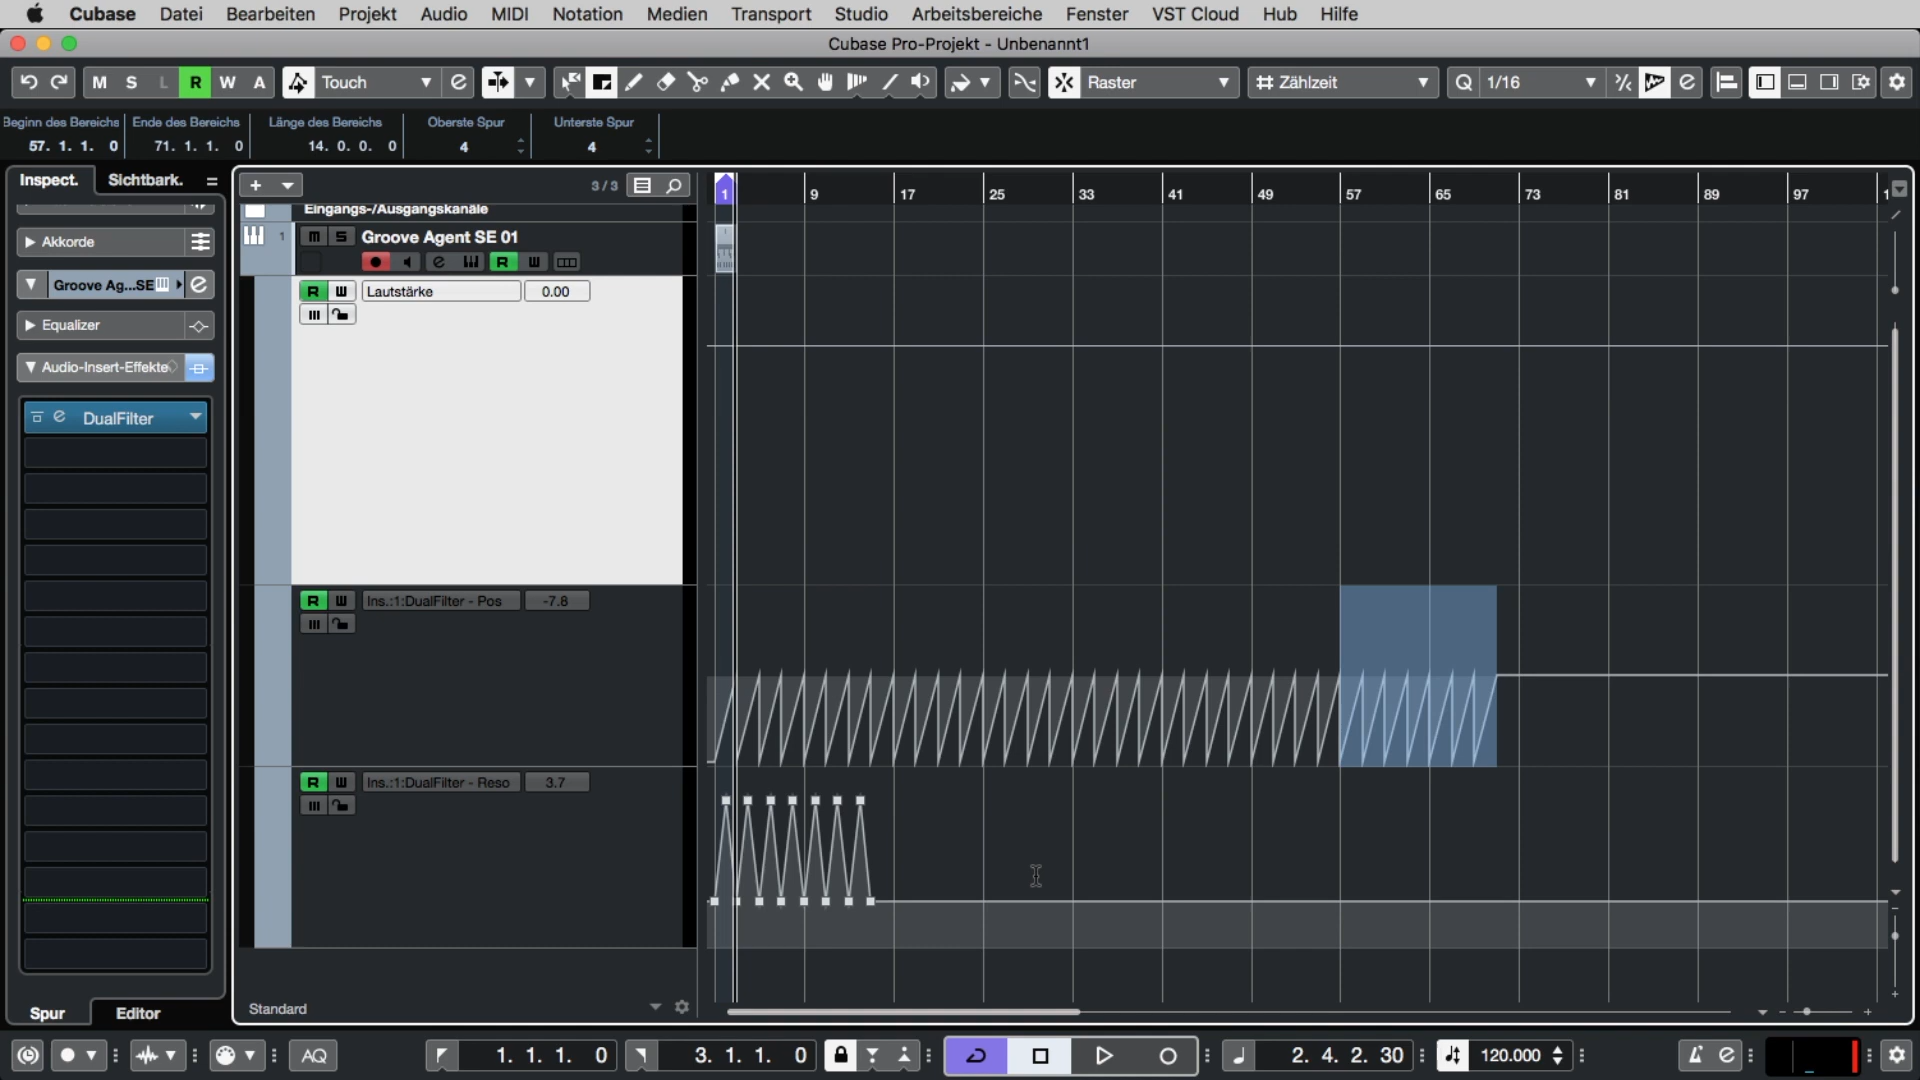 Cubase Datei Bearbeiten Projekt Audio MIDI Notation Medien Transport Studio Arbeitsbereiche Fenster VST Cloud Hub Hilfe
Cubase Pro-Projekt - Unbenannt1
M S L R W A Touch Raster Zählzeit Q 1/16
Beginn des Bereichs Ende des Bereichs Länge des Bereichs Oberste Spur Unterste Spur
57. 1. 1. 0 71. 1. 1. 0 14. 0. 0. 0 4 4
Inspect. Sichtbark. 3/3 1 9 17 25 33 41 49 57 65 73 81 89 97 1
Eingangs-/Ausgangskanäle
Akkorde 1 m S Groove Agent SE 01
R
Groove Ag...SE R Lautstärke 0.00
Equalizer
Audio-Insert-Effekte
DualFilter
R Ins.:1:DualFilter - Pos -7.8
R Ins.:1:DualFilter - Reso 3.7
Standard
Spur Editor
AQ 1. 1. 1. 0 3. 1. 1. 0 2. 4. 2. 30 120.000